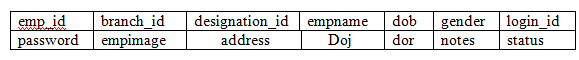 emp_id branch_id designation_id empname dob gender login_id
password empimage address Doj dor notes status